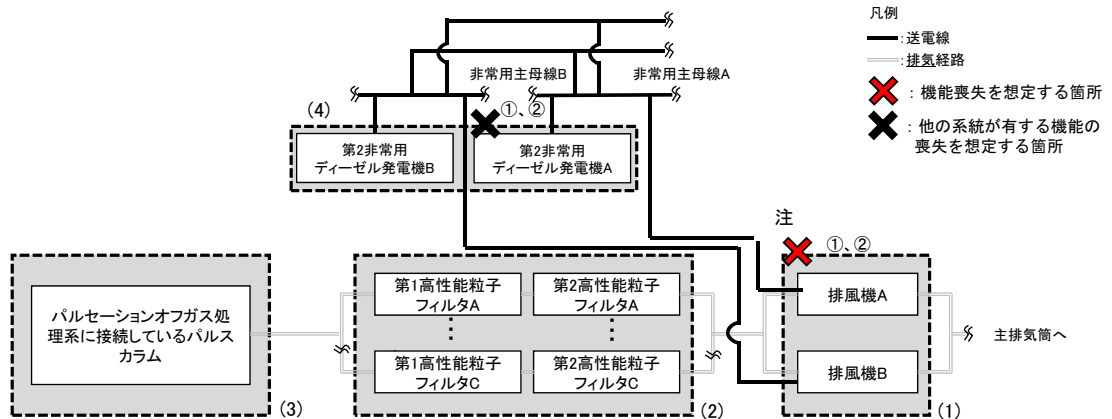 凡例
:送電線
:排気経路
:機能喪失を想定する箇所
:他の系統が有する機能の
喪失を想定する箇所
非常用主母線B
非常用主母線A
(4)
①、②
第2非常用
ディーゼル発電機B
第2非常用
ディーゼル発電機A
注
①、②
パルセーションオフガス処
理系に接続しているパルス
カラム
(3)
第1高性能粒子
フィルタA
第2高性能粒子
フィルタA
⋮
⋮
第1高性能粒子
フィルタC
第2高性能粒子
フィルタC
(2)
排風機A
排風機B
(1)
主排気筒へ